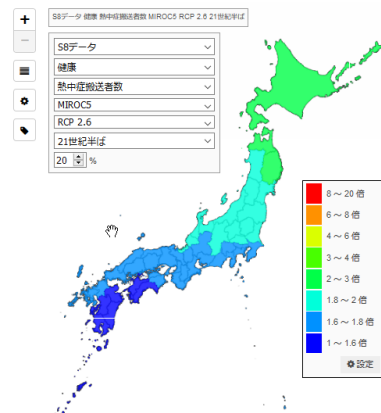 S8データ 健康 熱中症搬送者数 MIROC5 RCP 2.6 21世紀半ば
S8データ
健康
熱中症搬送者数
MIROC5
RCP 2.6
21世紀半ば
20 %
8 ～ 20 倍
6 ～ 8 倍
4 ～ 6 倍
3 ～ 4 倍
2 ～ 3 倍
1.8 ～ 2 倍
1.6 ～ 1.8 倍
1 ～ 1.6 倍
設定